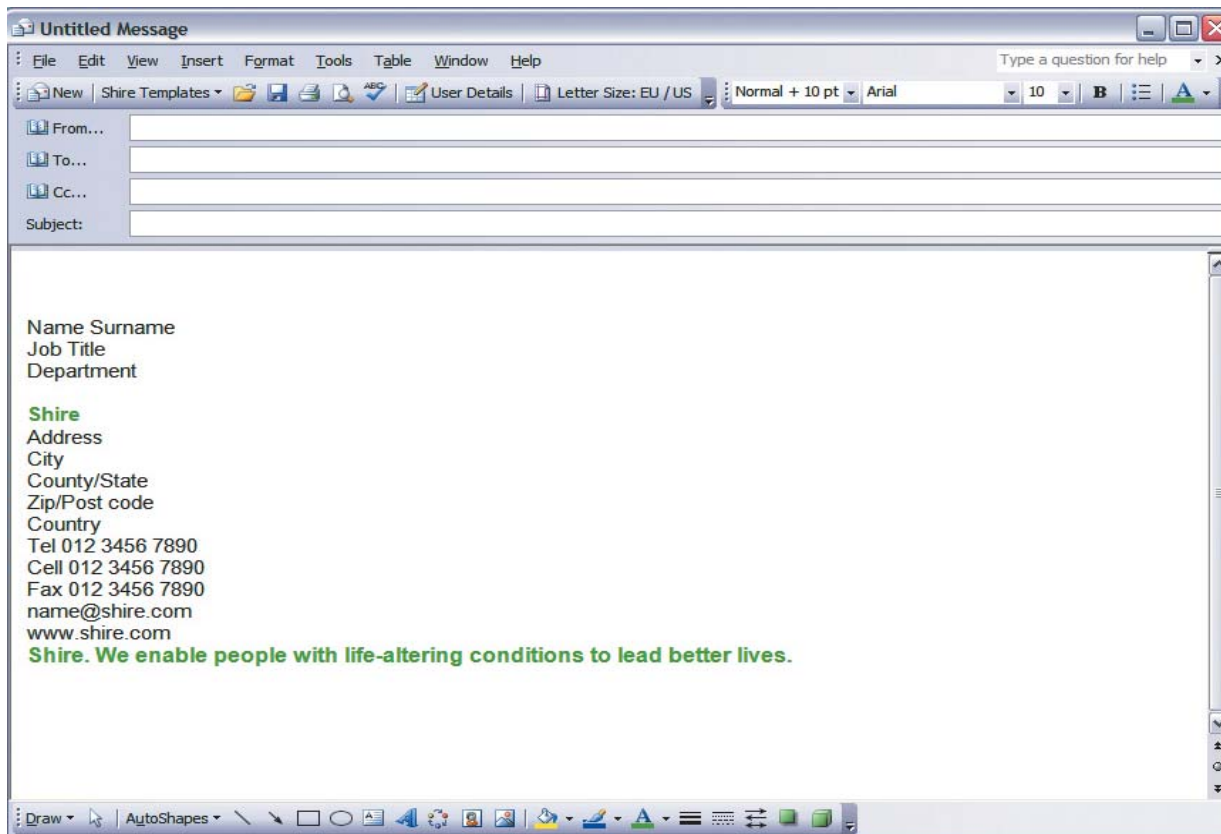 Untitled Message
File Edit View Insert Format Tools Table Window Help Type a question for help
New Shire Templates User Details Letter Size: EU / US Normal + 10 pt Arial 10 B A
From...
To...
Cc...
Subject:
Name Surname
Job Title
Department
Shire
Address
City
County/State
Zip/Post code
Country
Tel 012 3456 7890
Cell 012 3456 7890
Fax 012 3456 7890
name@shire.com
www.shire.com
Shire. We enable people with life-altering conditions to lead better lives.
Draw AutoShapes A